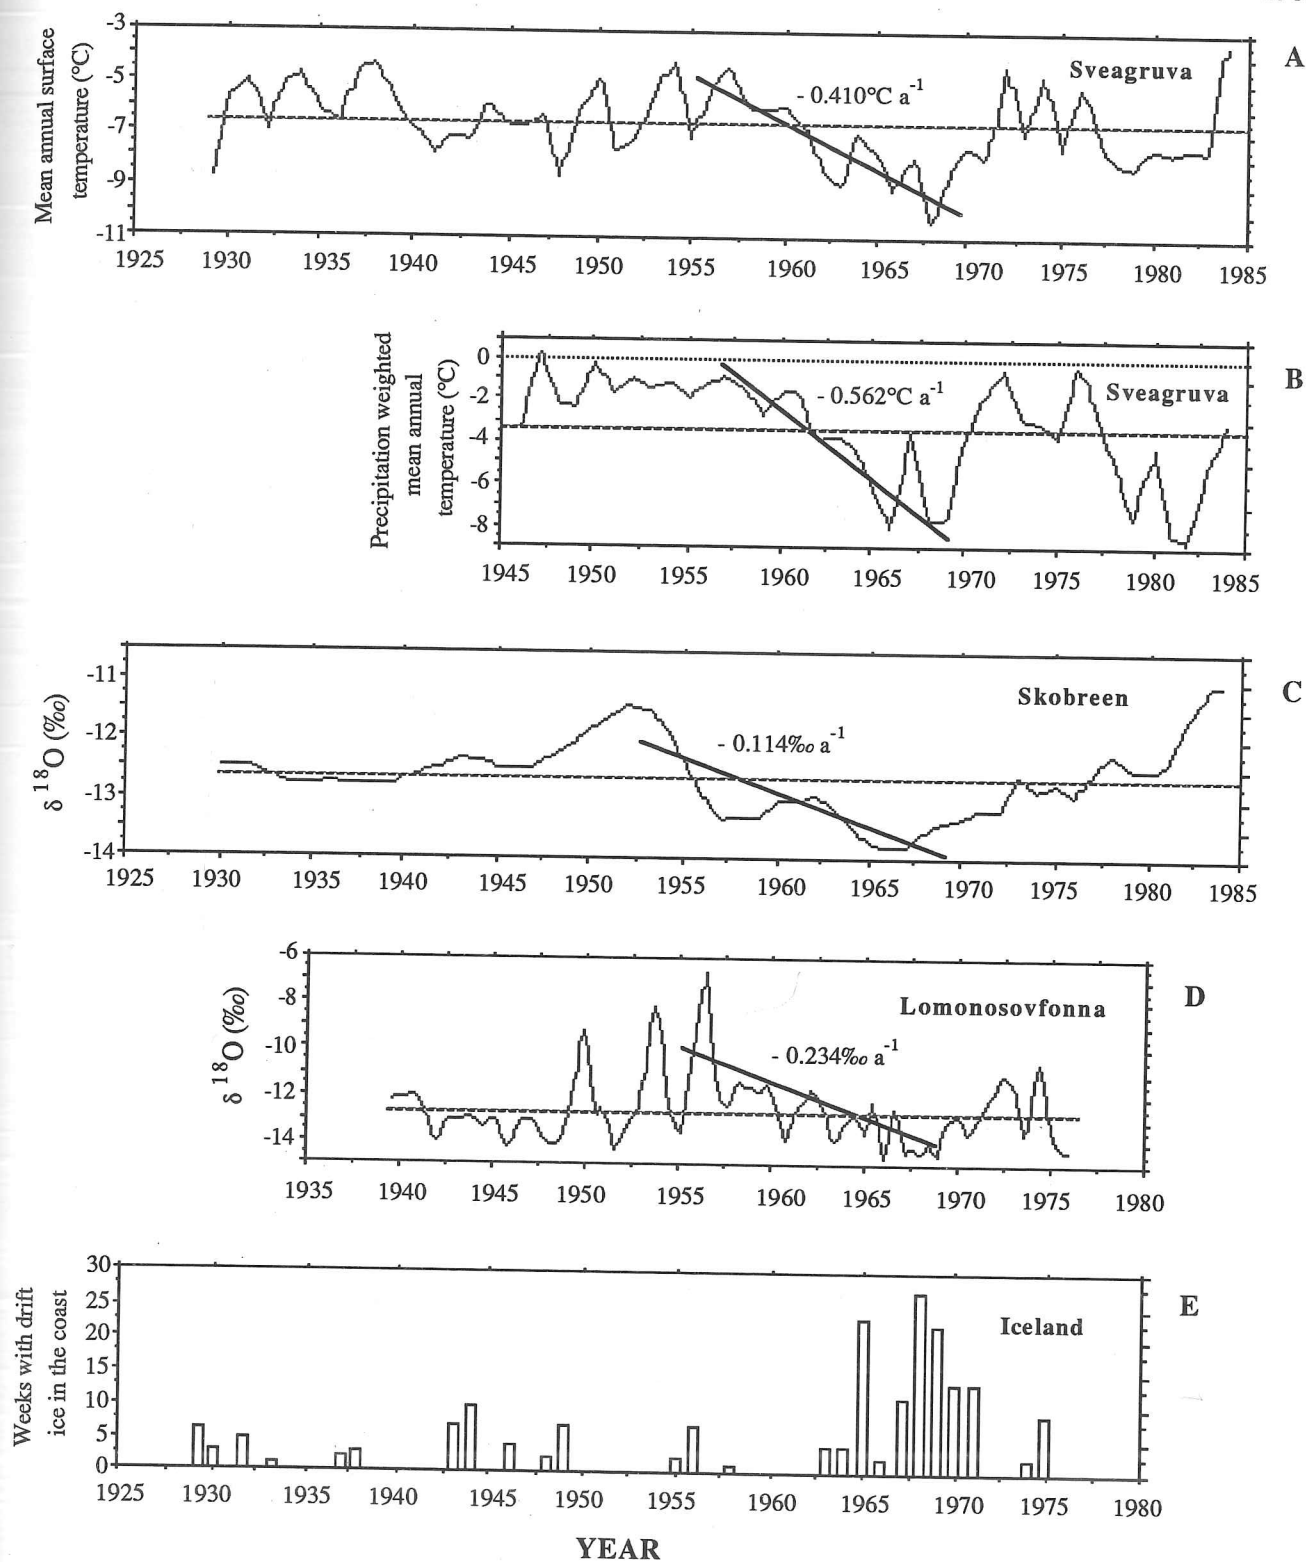 A
Mean annual surface
temperature (°C)
-3
-5
-7
-9
-11
Sveagruva
- 0.410°C a-1
1925 1930 1935 1940 1945 1950 1955 1960 1965 1970 1975 1980 1985
B
Precipitation weighted
mean annual
temperature (°C)
0
-2
-4
-6
-8
Sveagruva
- 0.562°C a-1
1945 1950 1955 1960 1965 1970 1975 1980 1985
C
δ 18O (‰)
-11
-12
-13
-14
Skobreen
- 0.114‰ a-1
1925 1930 1935 1940 1945 1950 1955 1960 1965 1970 1975 1980 1985
D
δ 18O (‰)
-6
-8
-10
-12
-14
Lomonosovfonna
- 0.234‰ a-1
1935 1940 1945 1950 1955 1960 1965 1970 1975 1980
E
Weeks with drift
ice in the coast
30
25
20
15
10
5
0
Iceland
1925 1930 1935 1940 1945 1950 1955 1960 1965 1970 1975 1980
YEAR